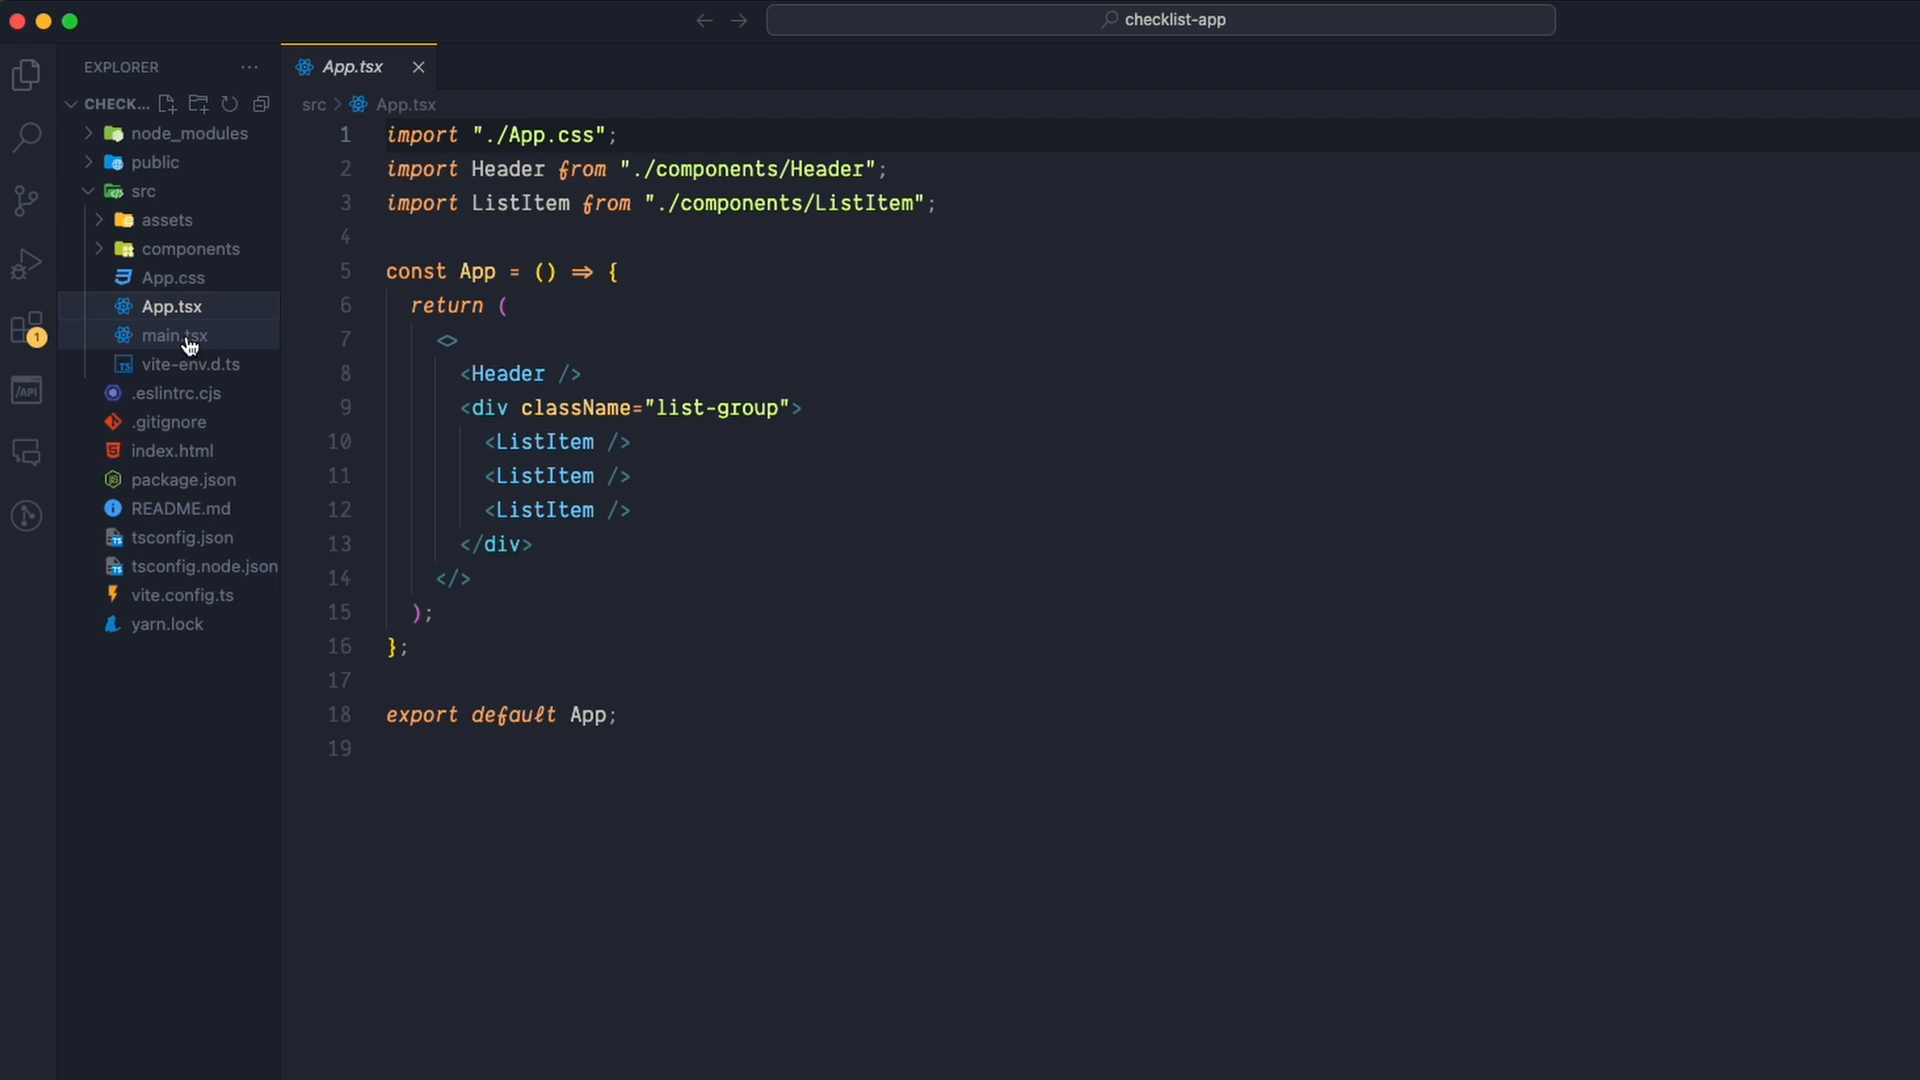 checklist-app
EXPLORER
App.tsx
CHECK...
src > App.tsx
node_modules
public
src
assets
components
App.css
App.tsx
main.tsx
vite-env.d.ts
.eslintrc.cjs
.gitignore
index.html
package.json
README.md
tsconfig.json
tsconfig.node.json
vite.config.ts
yarn.lock
1
/API
1 import "./App.css";
2 import Header from "./components/Header";
3 import ListItem from "./components/ListItem";
4
5 const App = () => {
6 return (
7 <>
8 <Header />
9 <div className="list-group">
10 <ListItem />
11 <ListItem />
12 <ListItem />
13 </div>
14 </>
15 );
16 };
17
18 export default App;
19